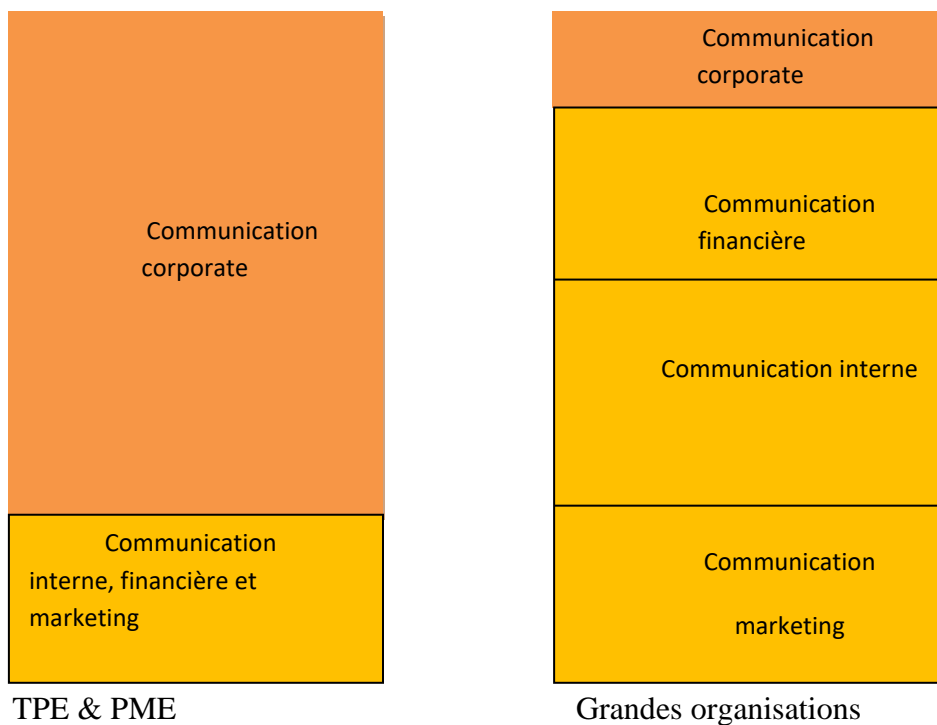 Communication
corporate
Communication
interne, financière et
marketing
TPE & PME
Communication
corporate
Communication
financière
Communication interne
Communication
marketing
Grandes organisations